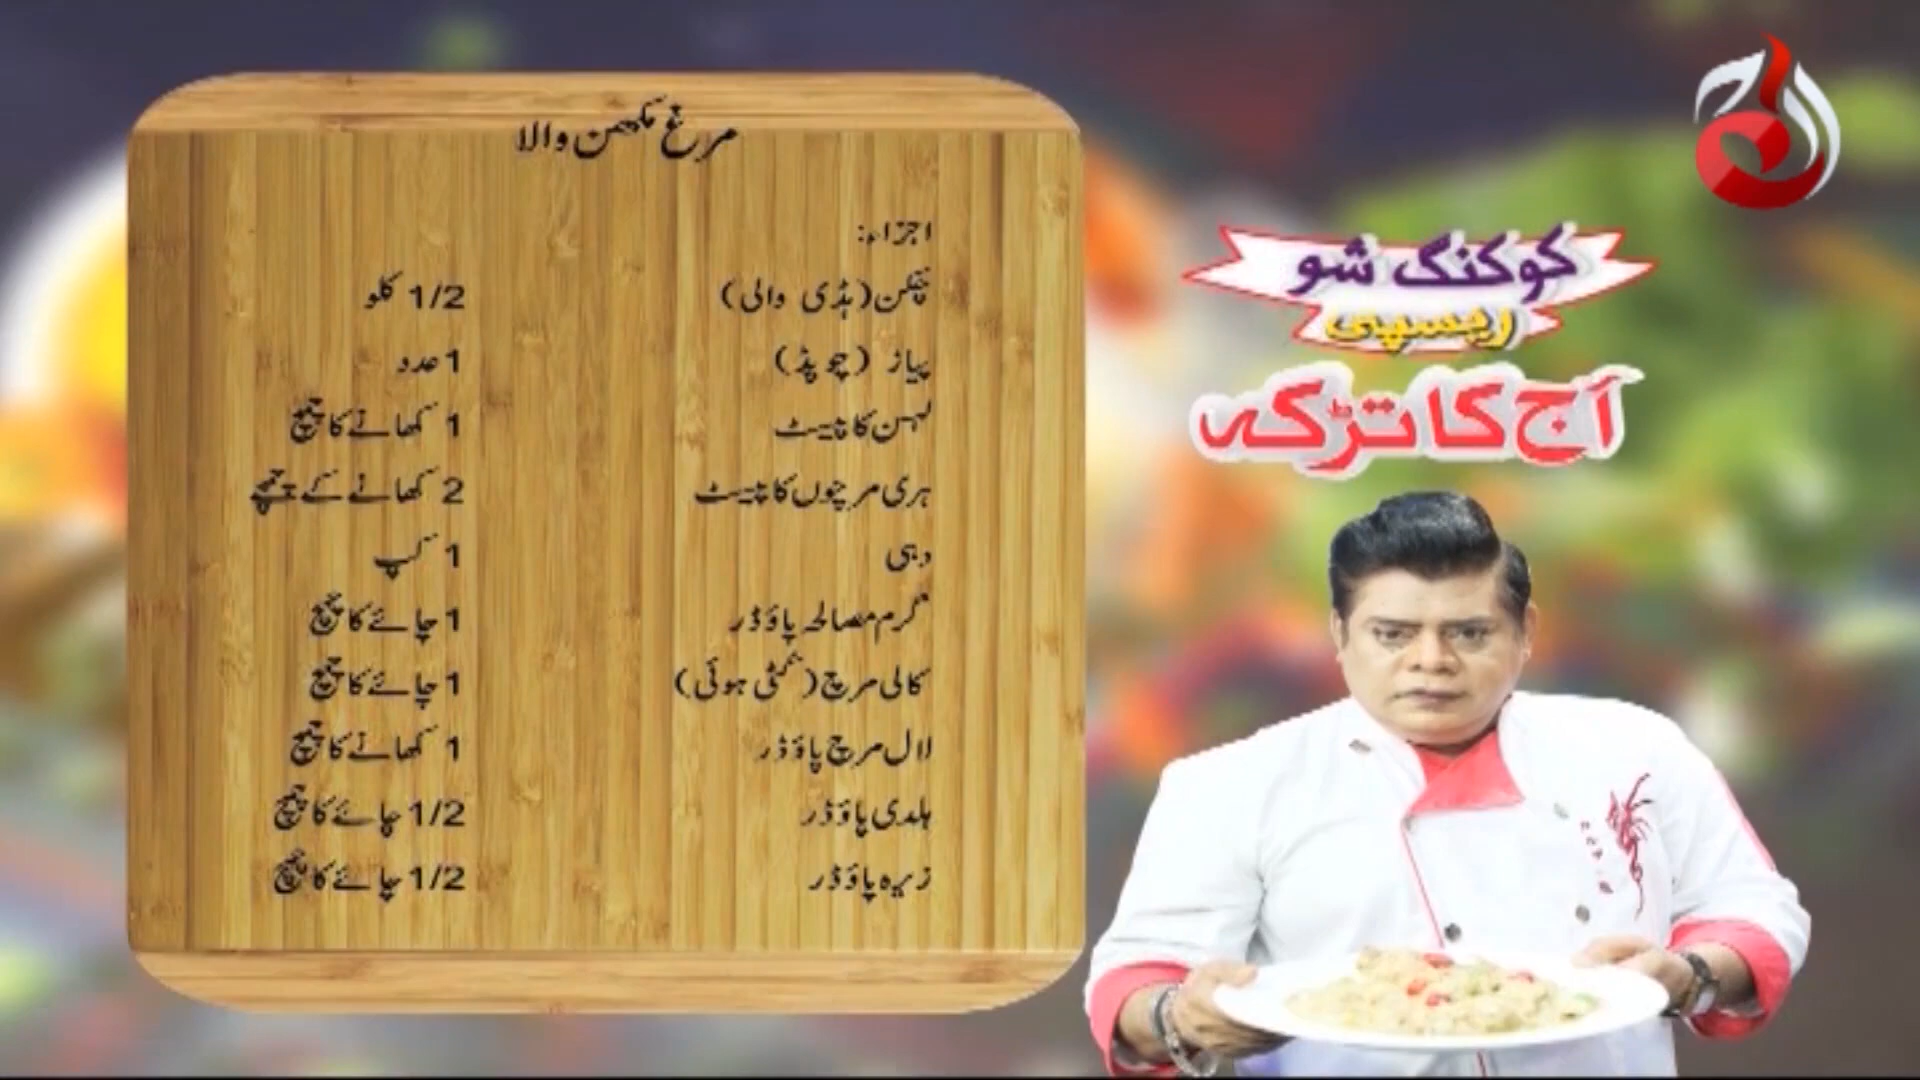 مرغ مکھن والا
اجزاء:
چکن (ہڈی والی) 1/2 کلو
پیاز (چوپڈ) 1 عدد
لہسن کا پیسٹ 1 کھانے کا چمچ
ہری مرچوں کا پیسٹ 2 کھانے کے چمچے
دہی 1 کپ
گرم مصالحہ پاؤڈر 1 چائے کا چمچ
کالی مرچ (کٹی ہوئی) 1 چائے کا چمچ
لال مرچ پاؤڈر 1 کھانے کا چمچ
ہلدی پاؤڈر 1/2 چائے کا چمچ
زیرہ پاؤڈر 1/2 چائے کا چمچ
آج
کوکنگ شو
ریسیپی
آج کا تڑکہ